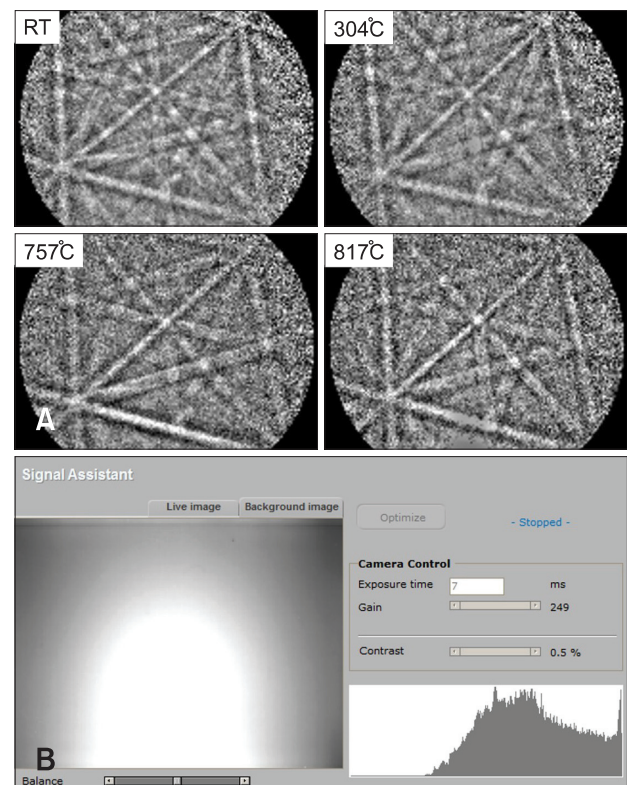 RT
304°C
757°C
817°C
A
Signal Assistant
Live image
Background image
Optimize
- Stopped -
Camera Control
Exposure time 7 ms
Gain 249
Contrast 0.5 %
B
Balance